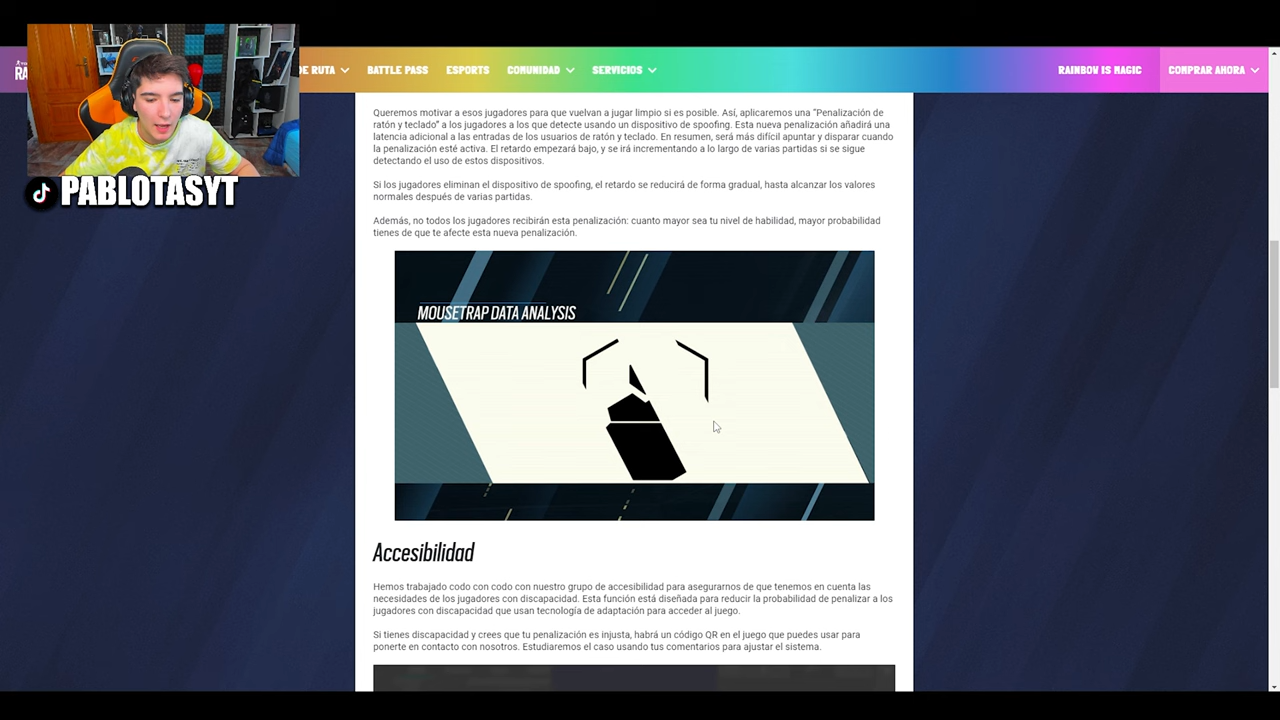 RA
DE RUTA
BATTLE PASS
ESPORTS
COMUNIDAD
SERVICIOS
RAINBOW IS MAGIC
COMPRAR AHORA
PABLOTASYT
Queremos motivar a esos jugadores para que vuelvan a jugar limpio si es posible. Así, aplicaremos una “Penalización de
ratón y teclado” a los jugadores a los que detecte usando un dispositivo de spoofing. Esta nueva penalización añadirá una
latencia adicional a las entradas de los usuarios de ratón y teclado. En resumen, será más difícil apuntar y disparar cuando
la penalización esté activa. El retardo empezará bajo, y se irá incrementando a lo largo de varias partidas si se sigue
detectando el uso de estos dispositivos.
Si los jugadores eliminan el dispositivo de spoofing, el retardo se reducirá de forma gradual, hasta alcanzar los valores
normales después de varias partidas.
Además, no todos los jugadores recibirán esta penalización: cuanto mayor sea tu nivel de habilidad, mayor probabilidad
tienes de que te afecte esta nueva penalización.
MOUSETRAP DATA ANALYSIS
Accesibilidad
Hemos trabajado codo con codo con nuestro grupo de accesibilidad para asegurarnos de que tenemos en cuenta las
necesidades de los jugadores con discapacidad. Esta función está diseñada para reducir la probabilidad de penalizar a los
jugadores con discapacidad que usan tecnología de adaptación para acceder al juego.
Si tienes discapacidad y crees que tu penalización es injusta, habrá un código QR en el juego que puedes usar para
ponerte en contacto con nosotros. Estudiaremos el caso usando tus comentarios para ajustar el sistema.